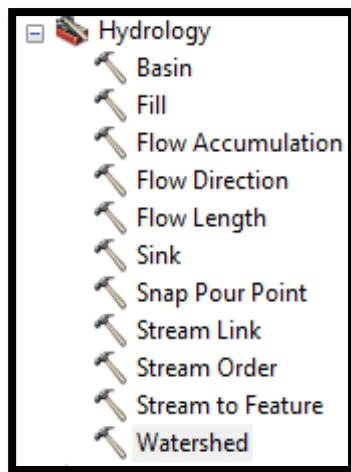 Hydrology
Basin
Fill
Flow Accumulation
Flow Direction
Flow Length
Sink
Snap Pour Point
Stream Link
Stream Order
Stream to Feature
Watershed